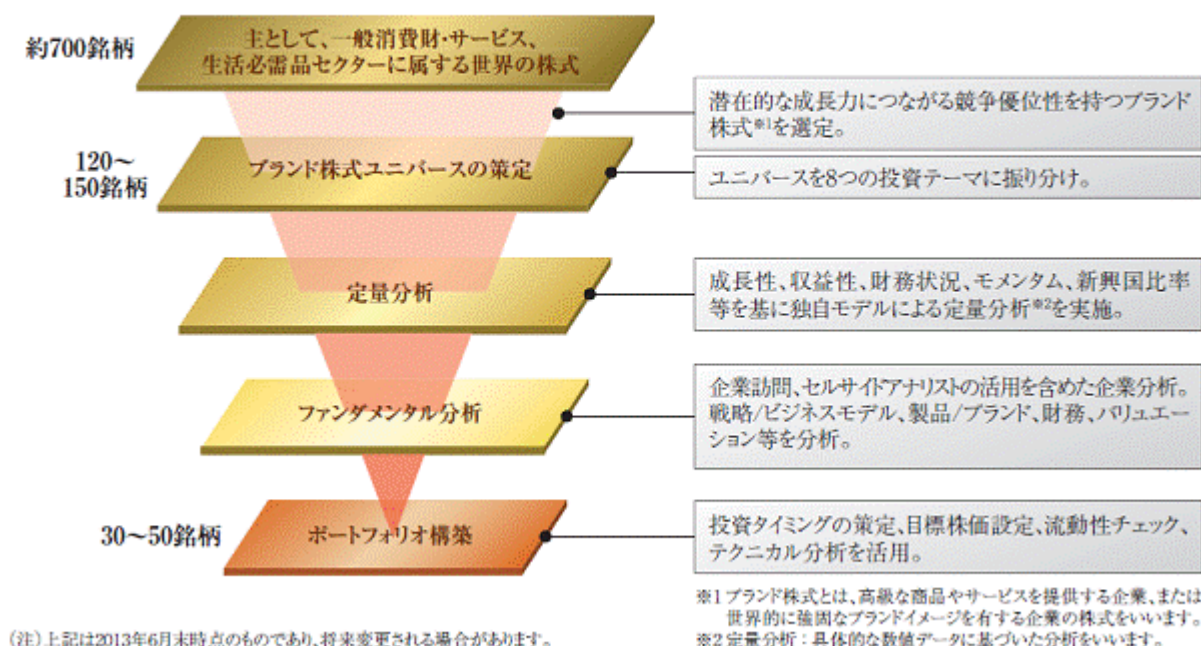 約700銘柄
主として、一般消費財・サービス、
生活必需品セクターに属する世界の株式
潜在的な成長力につながる競争優位性を持つブランド
株式※1を選定。
120～
150銘柄
ブランド株式ユニバースの策定
ユニバースを8つの投資テーマに振り分け。
定量分析
成長性、収益性、財務状況、モメンタム、新興国比率
等を基に独自モデルによる定量分析※2を実施。
ファンダメンタル分析
企業訪問、セルサイドアナリストの活用を含めた企業分析。
戦略/ビジネスモデル、製品/ブランド、財務、バリュエー
ション等を分析。
30～50銘柄
ポートフォリオ構築
投資タイミングの策定、目標株価設定、流動性チェック、
テクニカル分析を活用。
※1 ブランド株式とは、高級な商品やサービスを提供する企業、または
世界的に強固なブランドイメージを有する企業の株式をいいます。
※2 定量分析：具体的な数値データに基づいた分析をいいます。
(注)上記は2013年6月末時点のものであり、将来変更される場合があります。